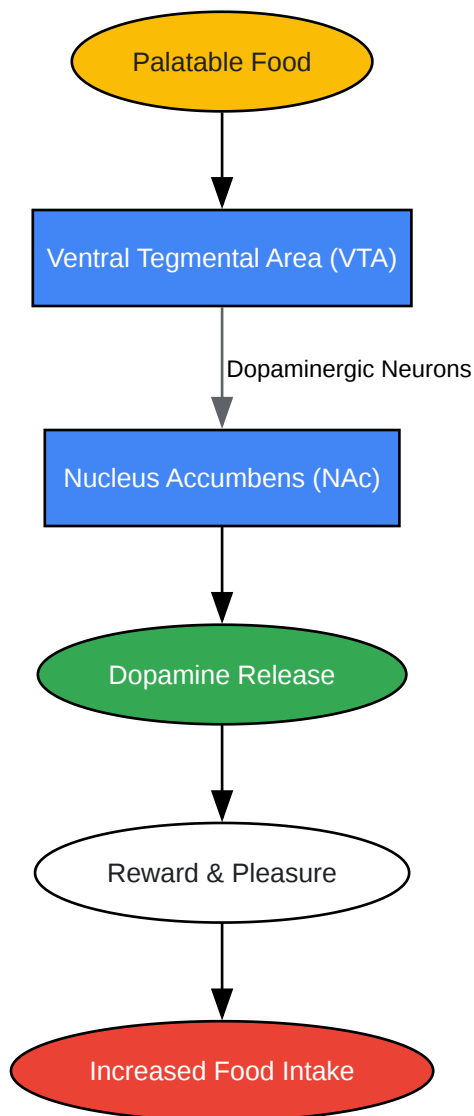 Palatable Food
Ventral Tegmental Area (VTA)
Dopaminergic Neurons
Nucleus Accumbens (NAc)
Dopamine Release
Reward & Pleasure
Increased Food Intake